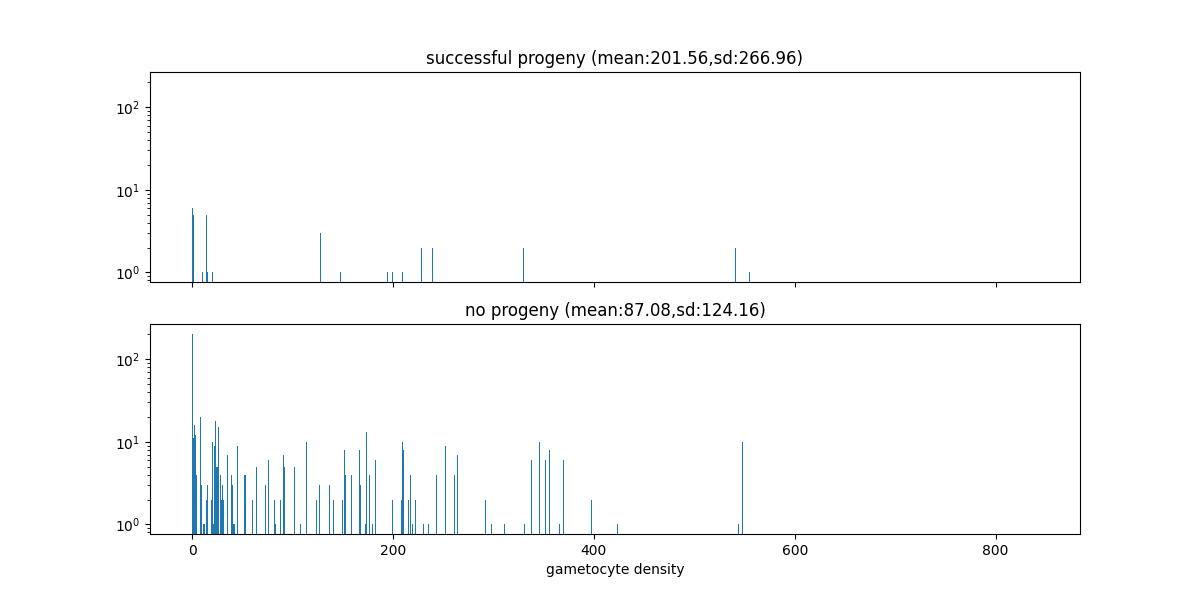 successful progeny (mean:201.56,sd:266.96)
10²
10¹
10⁰
no progeny (mean:87.08,sd:124.16)
10²
10¹
10⁰
0 200 400 600 800
gametocyte density